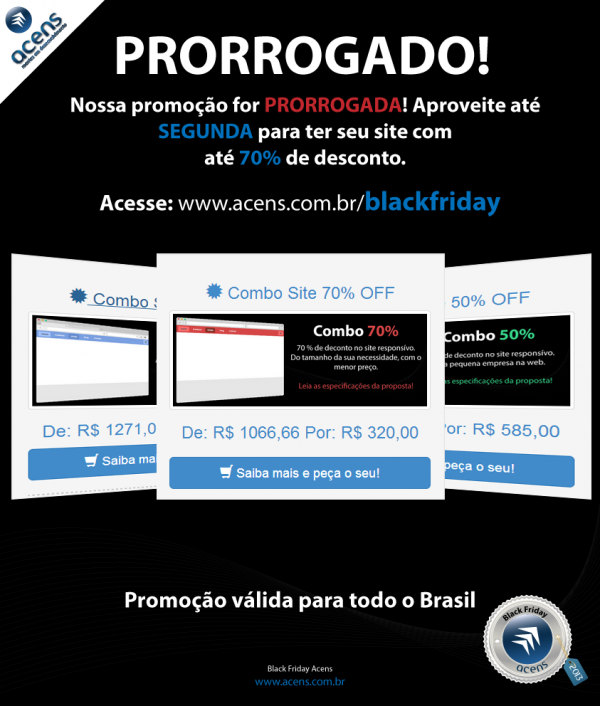 acens
PRORROGADO!
Nossa promoção for PRORROGADA! Aproveite até
SEGUNDA para ter seu site com
até 70% de desconto.
Acesse: www.acens.com.br/blackfriday
Combo
Combo Site 70% OFF
50% OFF
Combo 70%
70 % de deconto no site responsivo.
Do tamanho da sua necessidade, com o
menor preço.
Leia as especificações da proposta!
Combo 50%
de deconto no site responsivo.
pequena empresa na web.
as especificações da proposta!
De: R$ 1271,0
De: R$ 1066,66 Por: R$ 320,00
Por: R$ 585,00
Saiba ma
Saiba mais e peça o seu!
peça o seu!
Promoção válida para todo o Brasil
Black Friday
acens
2013
Black Friday Acens
www.acens.com.br